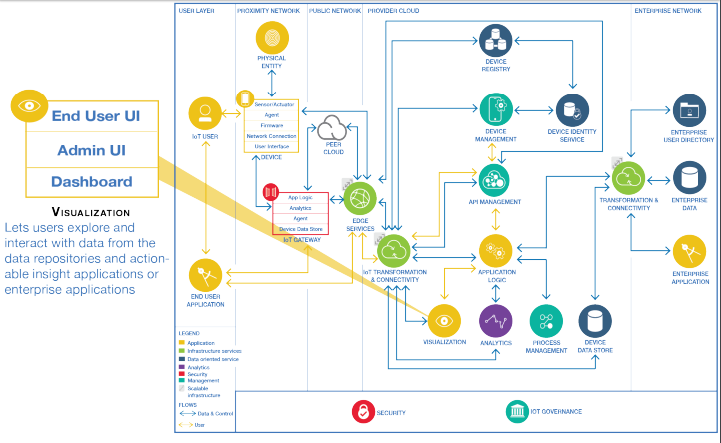 USER LAYER
PROXIMITY NETWORK
PUBLIC NETWORK
PROVIDER CLOUD
ENTERPRISE NETWORK
End User UI
Admin UI
Dashboard
VISUALIZATION
Lets users explore and
interact with data from the
data repositories and action-
able insight applications or
enterprise applications
PHYSICAL
ENTITY
IoT USER
Sensor/Actuator
Agent
Firmware
Network Connection
User Interface
DEVICE
PEER
CLOUD
App Logic
Analytics
Agent
Device Data Store
IoT GATEWAY
EDGE
SERVICES
END USER
APPLICATION
DEVICE
REGISTRY
DEVICE
MANAGEMENT
DEVICE IDENTITY
SERVICE
API MANAGEMENT
IoT TRANSFORMATION
& CONNECTIVITY
APPLICATION
LOGIC
VISUALIZATION
ANALYTICS
PROCESS
MANAGEMENT
DEVICE
DATA STORE
TRANSFORMATION &
CONNECTIVITY
ENTERPRISE
USER DIRECTORY
ENTERPRISE
DATA
ENTERPRISE
APPLICATION
LEGEND
Application
Infrastructure services
Data oriented service
Analytics
Security
Management
Scalable
infrastructure
FLOWS
Data & Control
User
SECURITY
IOT GOVERNANCE